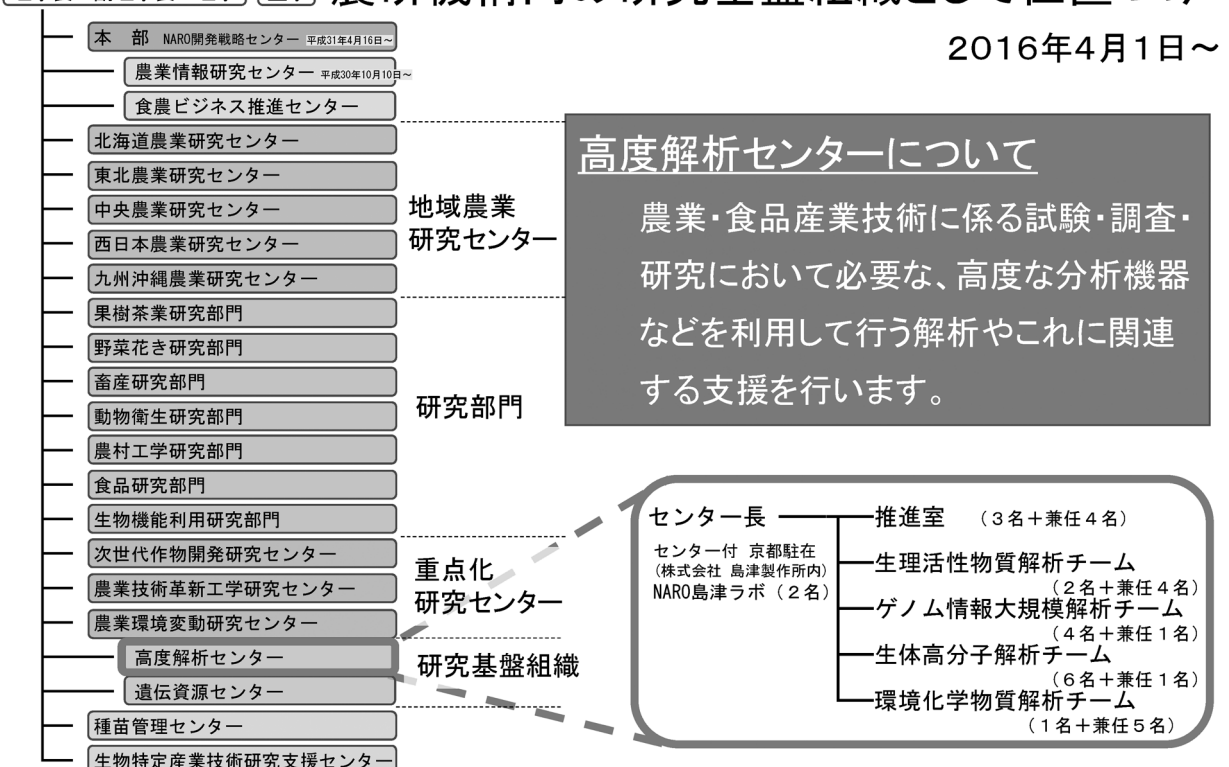 農研機構内の研究基盤組織として位置づけ
2016年4月1日～
本　部　NARO開発戦略センター　平成31年4月16日～
農業情報研究センター　平成30年10月10日～
食農ビジネス推進センター
北海道農業研究センター
東北農業研究センター
中央農業研究センター
西日本農業研究センター
九州沖縄農業研究センター
地域農業
研究センター
果樹茶業研究部門
野菜花き研究部門
畜産研究部門
動物衛生研究部門
農村工学研究部門
食品研究部門
生物機能利用研究部門
研究部門
次世代作物開発研究センター
農業技術革新工学研究センター
農業環境変動研究センター
重点化
研究センター
高度解析センター
遺伝資源センター
研究基盤組織
種苗管理センター
生物特定産業技術研究支援センター
高度解析センターについて
農業・食品産業技術に係る試験・調査・
研究において必要な、高度な分析機器
などを利用して行う解析やこれに関連
する支援を行います。
センター長
センター付　京都駐在
（株式会社　島津製作所内）
NARO島津ラボ（２名）
推進室　（３名＋兼任４名）
生理活性物質解析チーム
（２名＋兼任４名）
ゲノム情報大規模解析チーム
（４名＋兼任１名）
生体高分子解析チーム
（６名＋兼任１名）
環境化学物質解析チーム
（１名＋兼任５名）